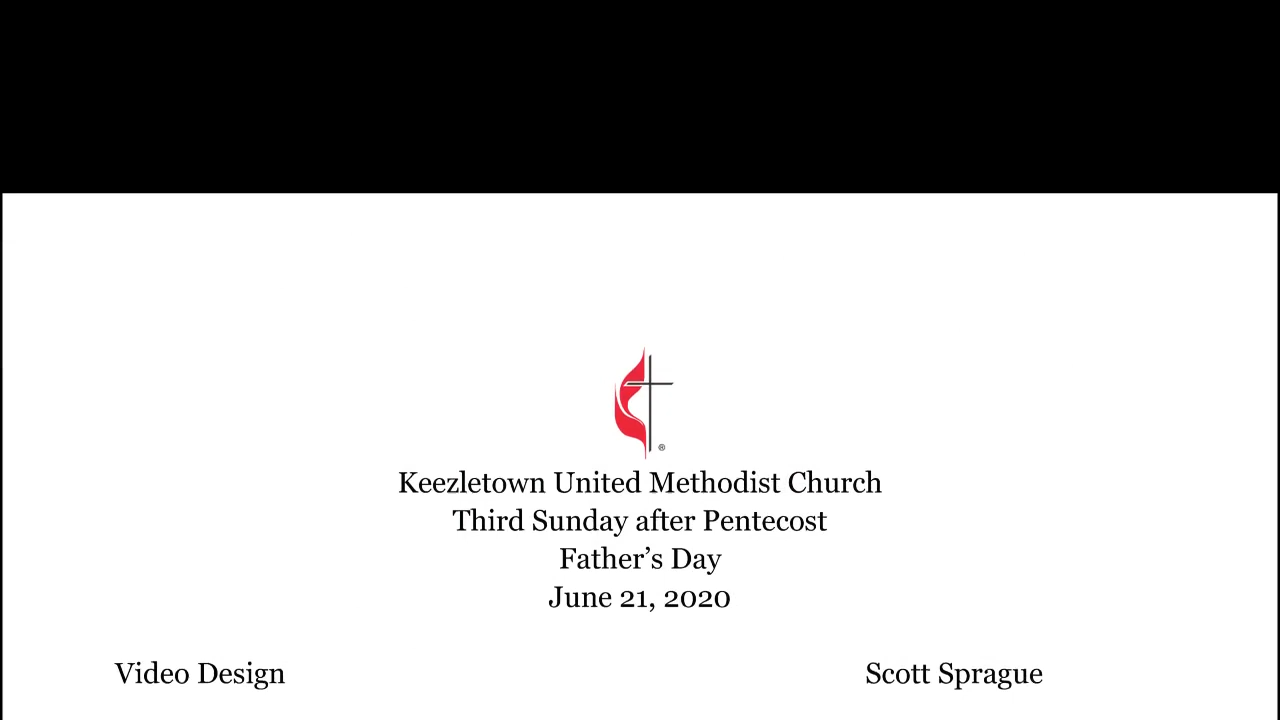 ®
Keezletown United Methodist Church
Third Sunday after Pentecost
Father’s Day
June 21, 2020
Video Design Scott Sprague